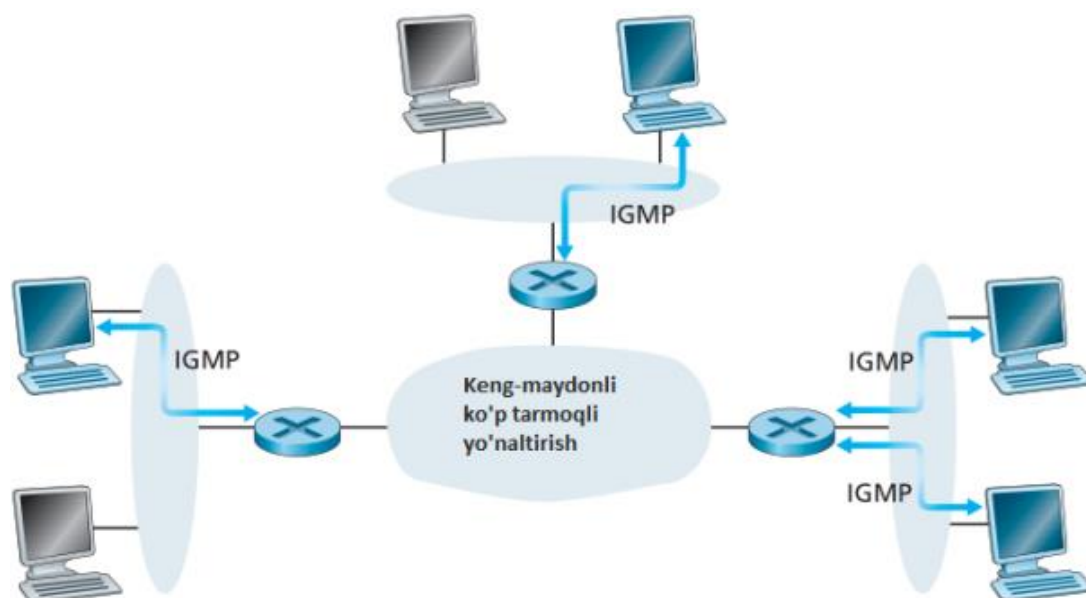 IGMP
IGMP
IGMP
Keng-maydonli
ko'p tarmoqli
yo'naltirish
IGMP